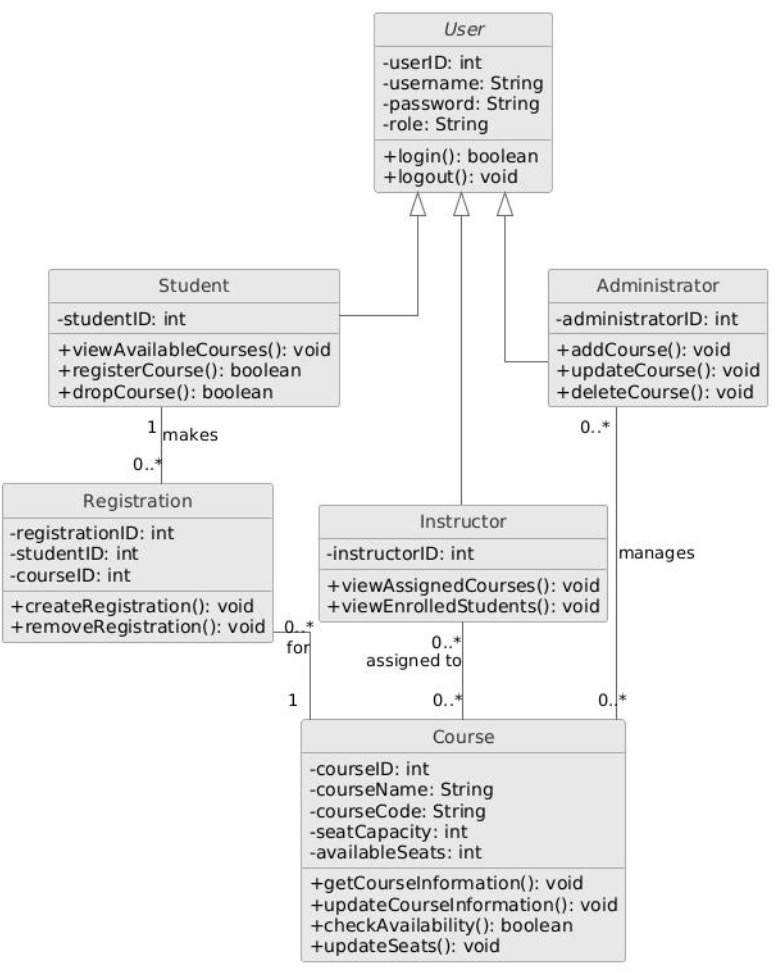 User
-userID: int
-username: String
-password: String
-role: String
+login(): boolean
+logout(): void
Student
-studentID: int
+viewAvailableCourses(): void
+registerCourse(): boolean
+dropCourse(): boolean
Administrator
-administratorID: int
+addCourse(): void
+updateCourse(): void
+deleteCourse(): void
1
makes
0..*
0..*
Registration
-registrationID: int
-studentID: int
-courseID: int
+createRegistration(): void
+removeRegistration(): void
Instructor
-instructorID: int
+viewAssignedCourses(): void
+viewEnrolledStudents(): void
manages
0..*
for
1
0..*
assigned to
0..*
0..*
Course
-courseID: int
-courseName: String
-courseCode: String
-seatCapacity: int
-availableSeats: int
+getCourseInformation(): void
+updateCourseInformation(): void
+checkAvailability(): boolean
+updateSeats(): void